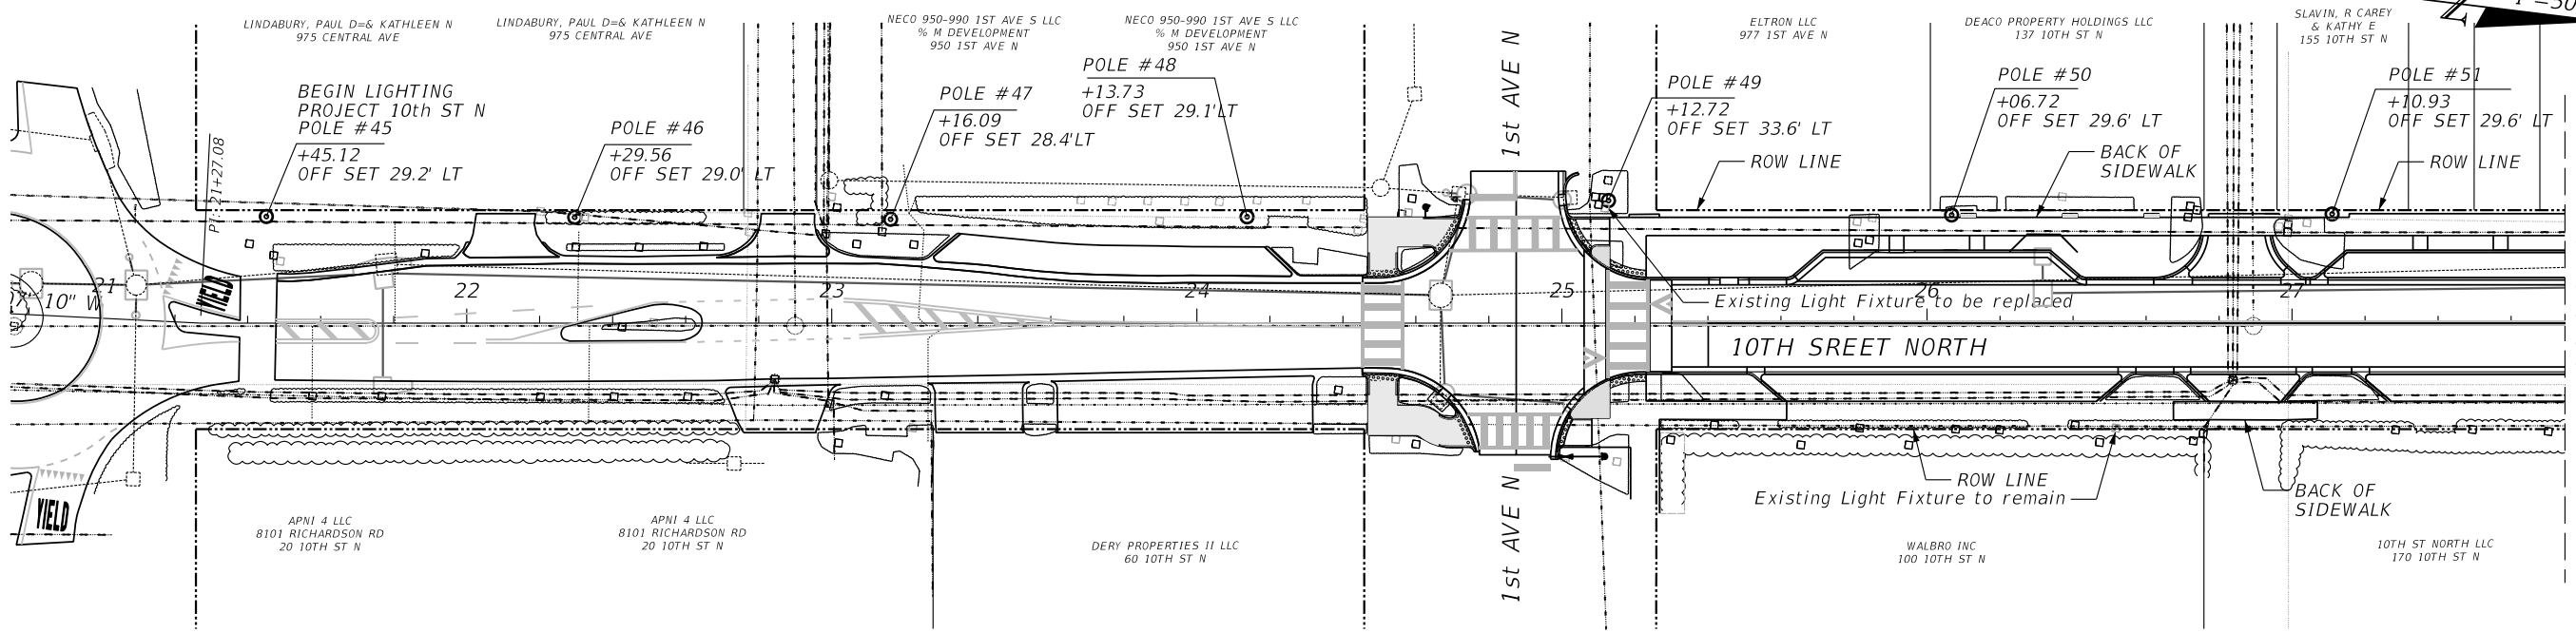 LINDABURY, PAUL D=& KATHLEEN N
975 CENTRAL AVE
LINDABURY, PAUL D=& KATHLEEN N
975 CENTRAL AVE
NECO 950-990 1ST AVE S LLC
% M DEVELOPMENT
950 1ST AVE N
NECO 950-990 1ST AVE S LLC
% M DEVELOPMENT
950 1ST AVE N
ELTRON LLC
977 1ST AVE N
DEACO PROPERTY HOLDINGS LLC
137 10TH ST N
SLAVIN, R CAREY
& KATHY E
155 10TH ST N
BEGIN LIGHTING
PROJECT 10th ST N
POLE #45
+45.12
OFF SET 29.2' LT
POLE #46
+29.56
OFF SET 29.0' LT
POLE #47
+16.09
OFF SET 28.4'LT
POLE #48
+13.73
OFF SET 29.1'LT
1st AVE N
POLE #49
+12.72
OFF SET 33.6' LT
ROW LINE
POLE #50
+06.72
OFF SET 29.6' LT
BACK OF
SIDEWALK
POLE #51
+10.93
OFF SET 29.6' LT
ROW LINE
PT 21+27.08
10" W
21
YIELD
22
23
24
25
26
27
Existing Light Fixture to be replaced
10TH SREET NORTH
YIELD
ROW LINE
Existing Light Fixture to remain
BACK OF
SIDEWALK
1st AVE N
APNI 4 LLC
8101 RICHARDSON RD
20 10TH ST N
APNI 4 LLC
8101 RICHARDSON RD
20 10TH ST N
DERY PROPERTIES II LLC
60 10TH ST N
WALBRO INC
100 10TH ST N
10TH ST NORTH LLC
170 10TH ST N